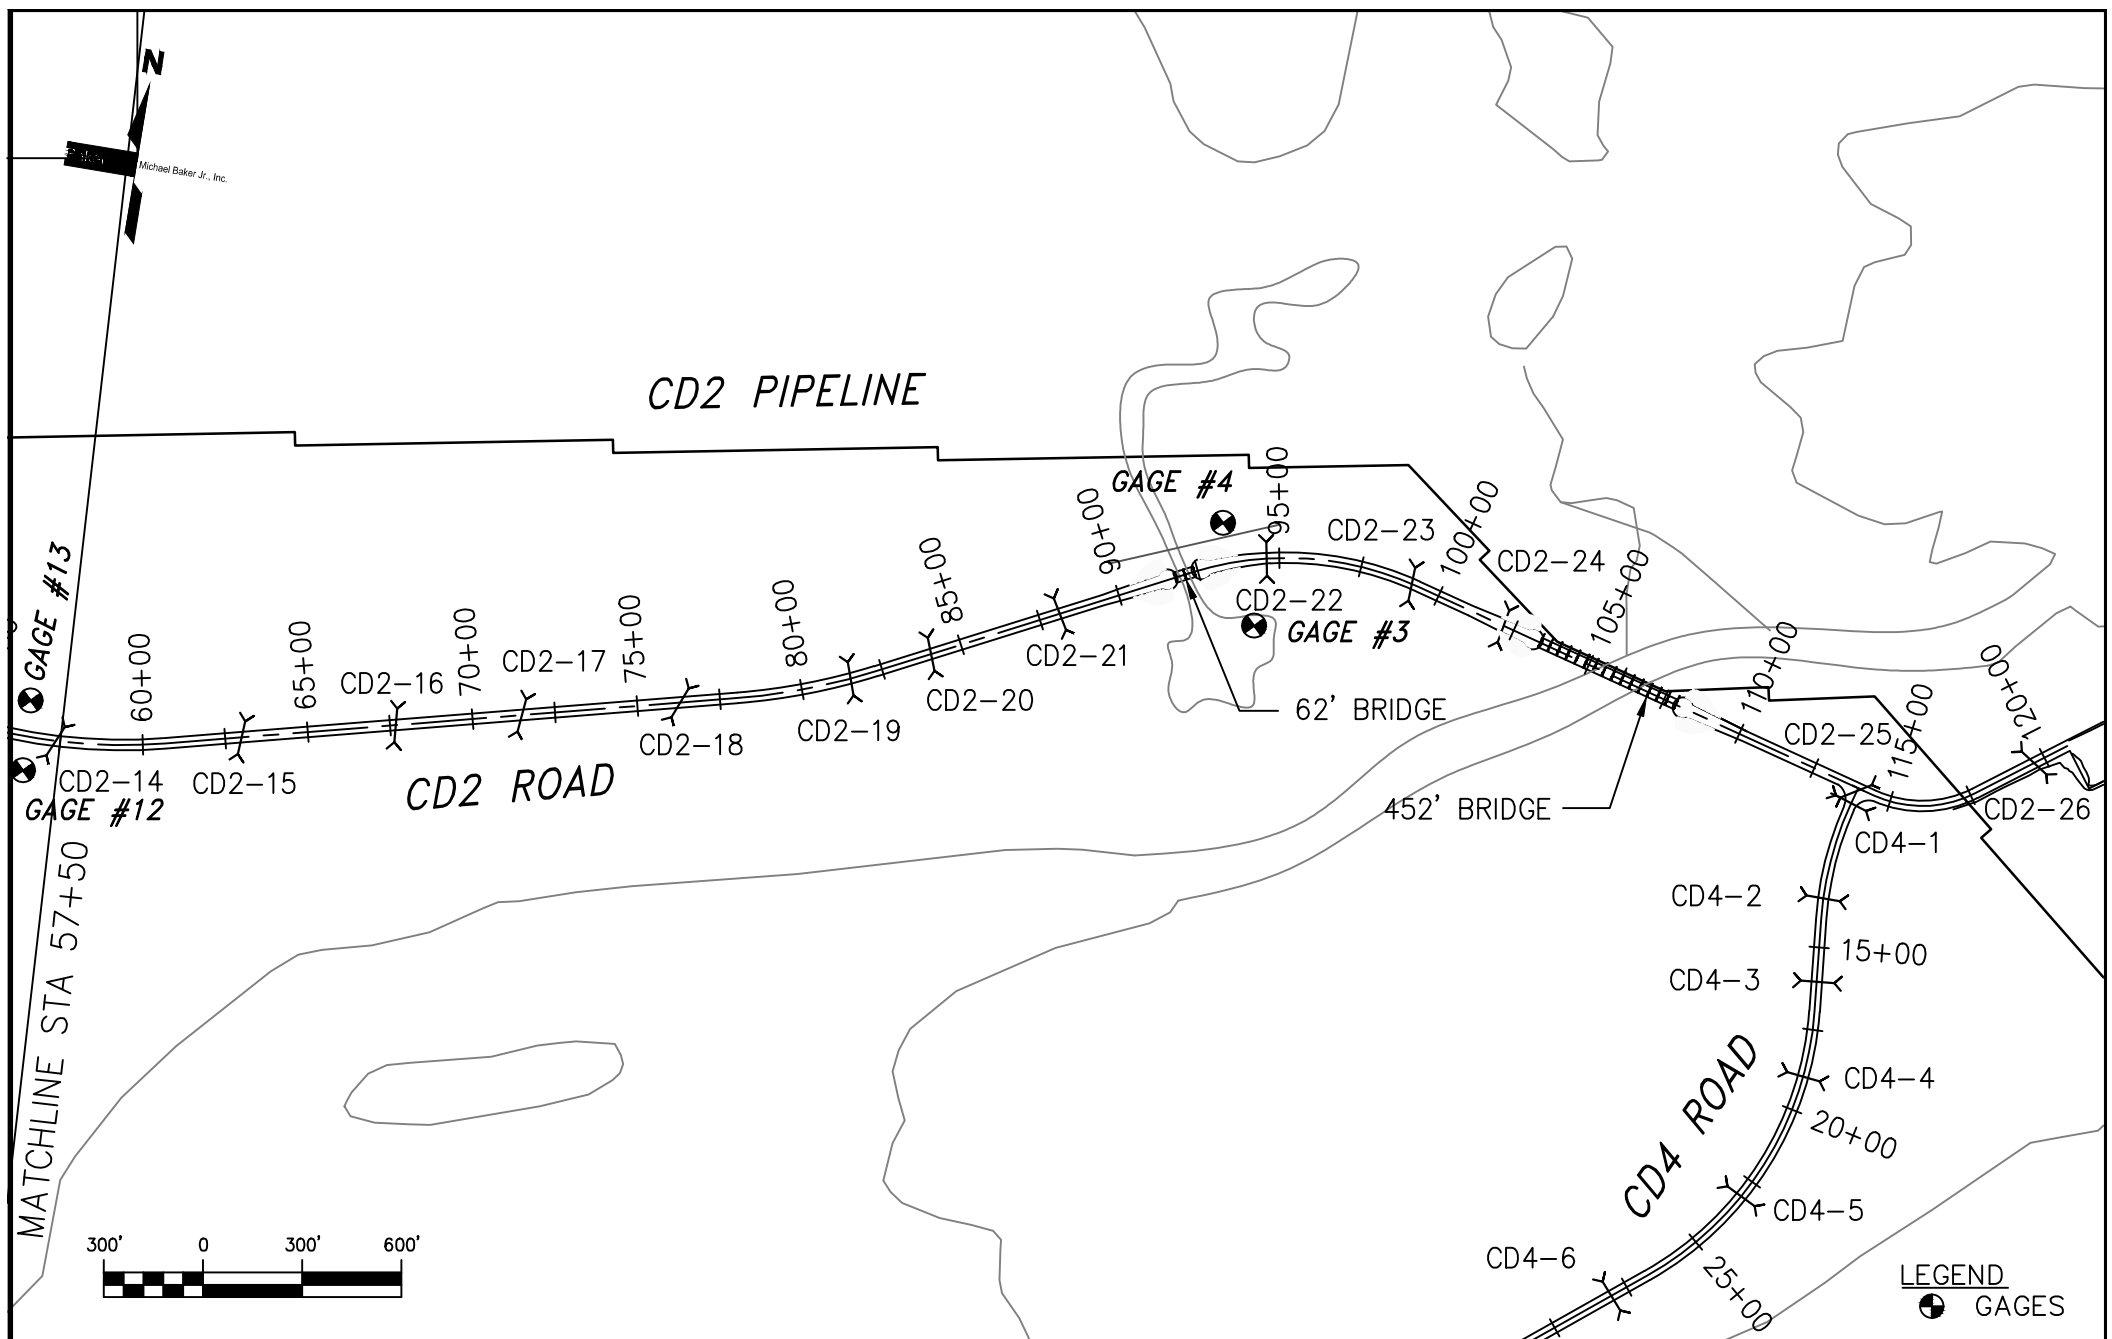 N
Michael Baker Jr., Inc.
CD2 PIPELINE
GAGE #4
95+00
90+00
CD2-23
100+00
CD2-24
105+00
GAGE #13
85+00
80+00
75+00
70+00
65+00
60+00
CD2-22
GAGE #3
CD2-21
CD2-16
CD2-17
CD2-20
62' BRIDGE
110+00
120+00
115+00
CD2-19
CD2-18
CD2-25
CD2-14
CD2-15
CD2 ROAD
GAGE #12
452' BRIDGE
CD2-26
CD4-1
CD4-2
15+00
CD4-3
MATCHLINE STA 57+50
CD4 ROAD
CD4-4
20+00
CD4-5
CD4-6
25+00
300' 0 300' 600'
LEGEND
GAGES